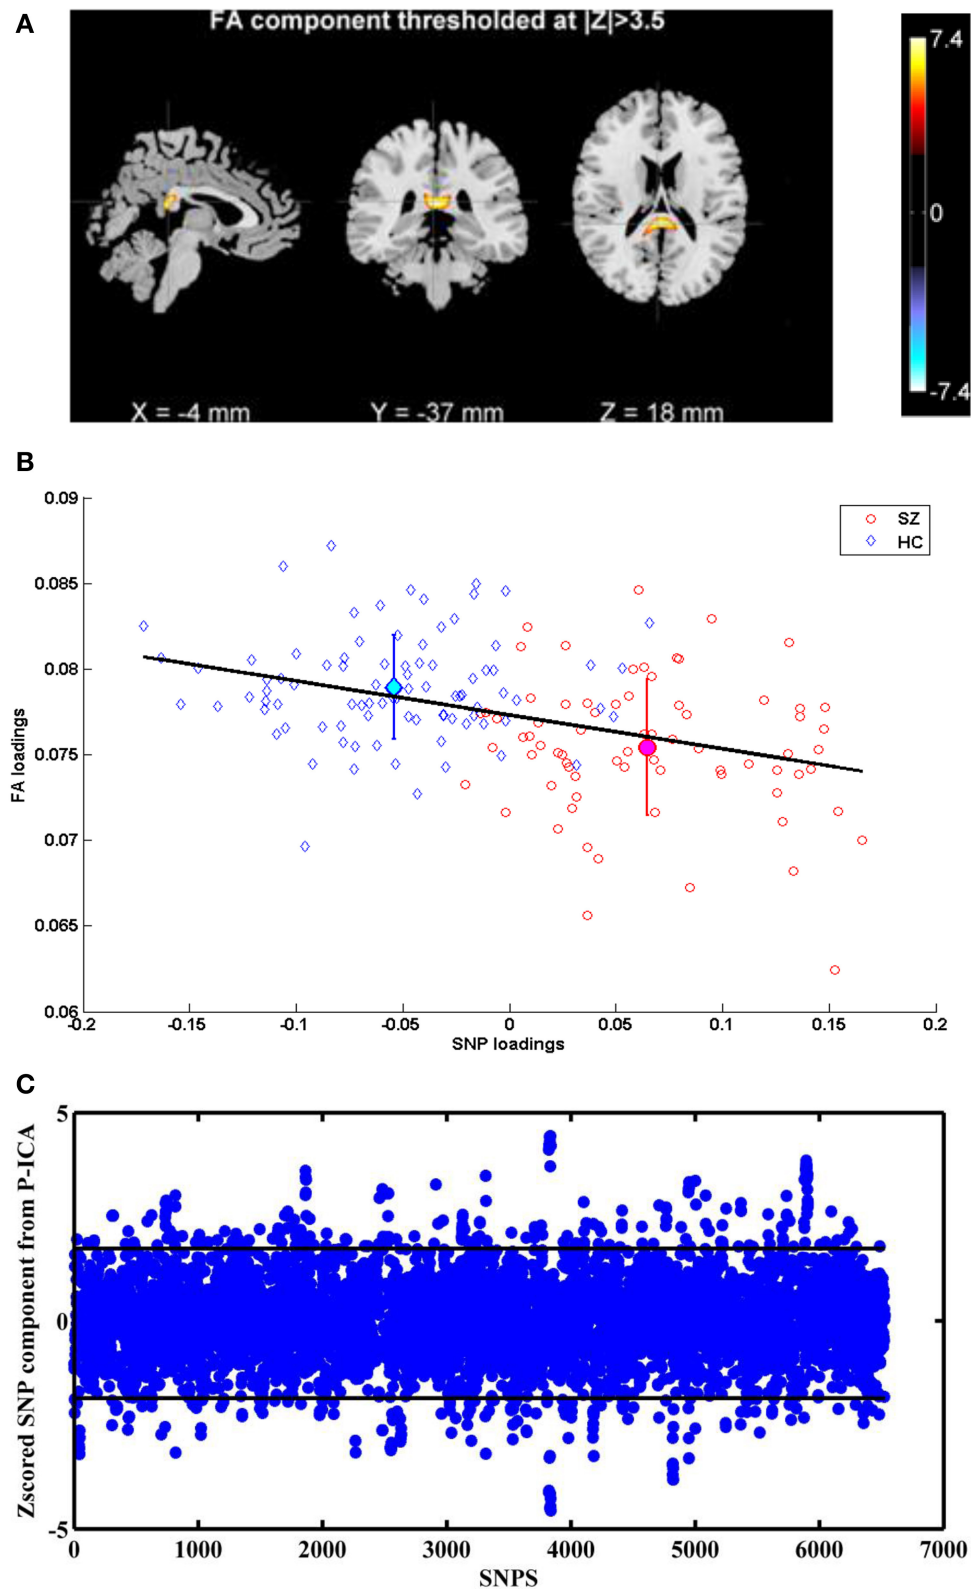 A
FA component thresholded at |Z|>3.5
7.4
0
-7.4
X = -4 mm
Y = -37 mm
Z = 18 mm
B
0.09
0.085
0.08
0.075
0.07
0.065
0.06
FA loadings
SZ
HC
-0.2
-0.15
-0.1
-0.05
0
0.05
0.1
0.15
0.2
SNP loadings
C
5
0
-5
Zscored SNP component from P-ICA
0
1000
2000
3000
4000
5000
6000
7000
SNPS